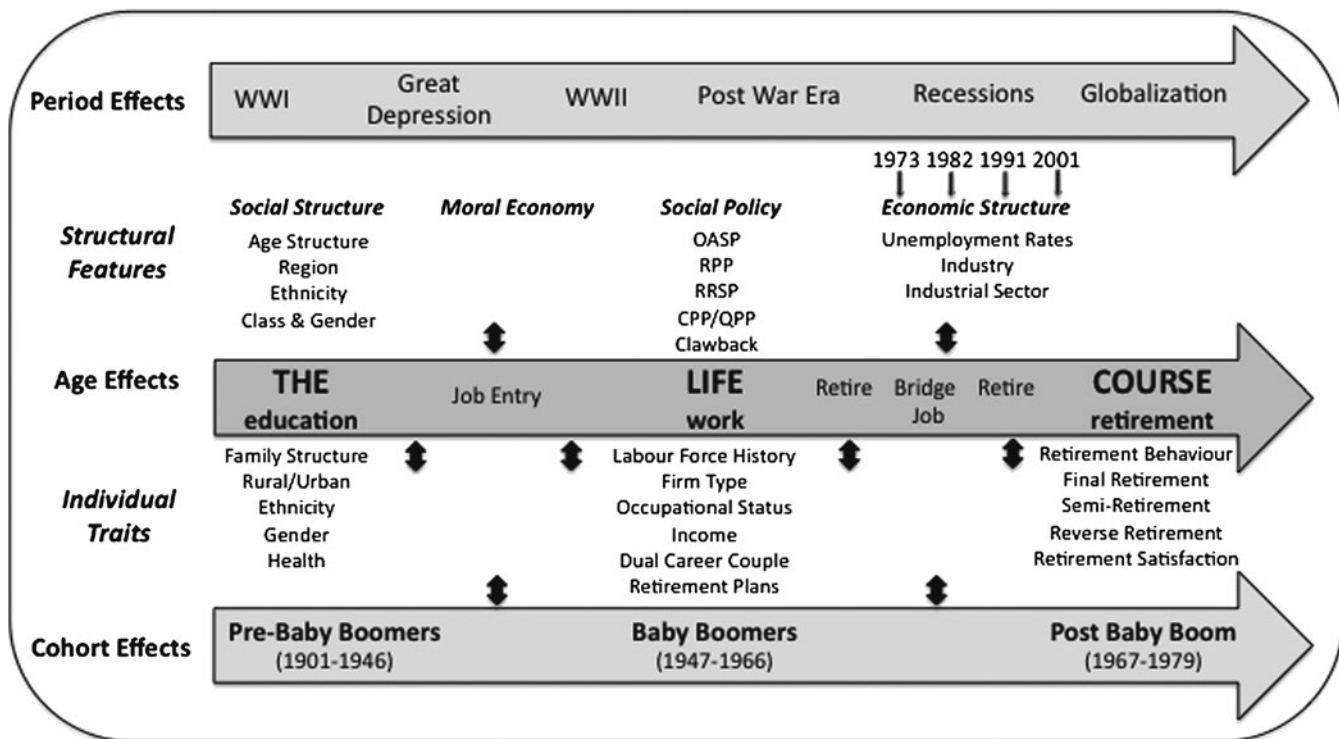 Period Effects
WWI
Great
Depression
WWII
Post War Era
Recessions
Globalization
1973 1982 1991 2001
Structural
Features
Social Structure
Age Structure
Region
Ethnicity
Class & Gender
Moral Economy
Social Policy
OASP
RPP
RRSP
CPP/QPP
Clawback
Economic Structure
Unemployment Rates
Industry
Industrial Sector
Age Effects
THE
education
Job Entry
LIFE
work
Retire
Bridge
Job
Retire
COURSE
retirement
Individual
Traits
Family Structure
Rural/Urban
Ethnicity
Gender
Health
Labour Force History
Firm Type
Occupational Status
Income
Dual Career Couple
Retirement Plans
Retirement Behaviour
Final Retirement
Semi-Retirement
Reverse Retirement
Retirement Satisfaction
Cohort Effects
Pre-Baby Boomers
(1901-1946)
Baby Boomers
(1947-1966)
Post Baby Boom
(1967-1979)